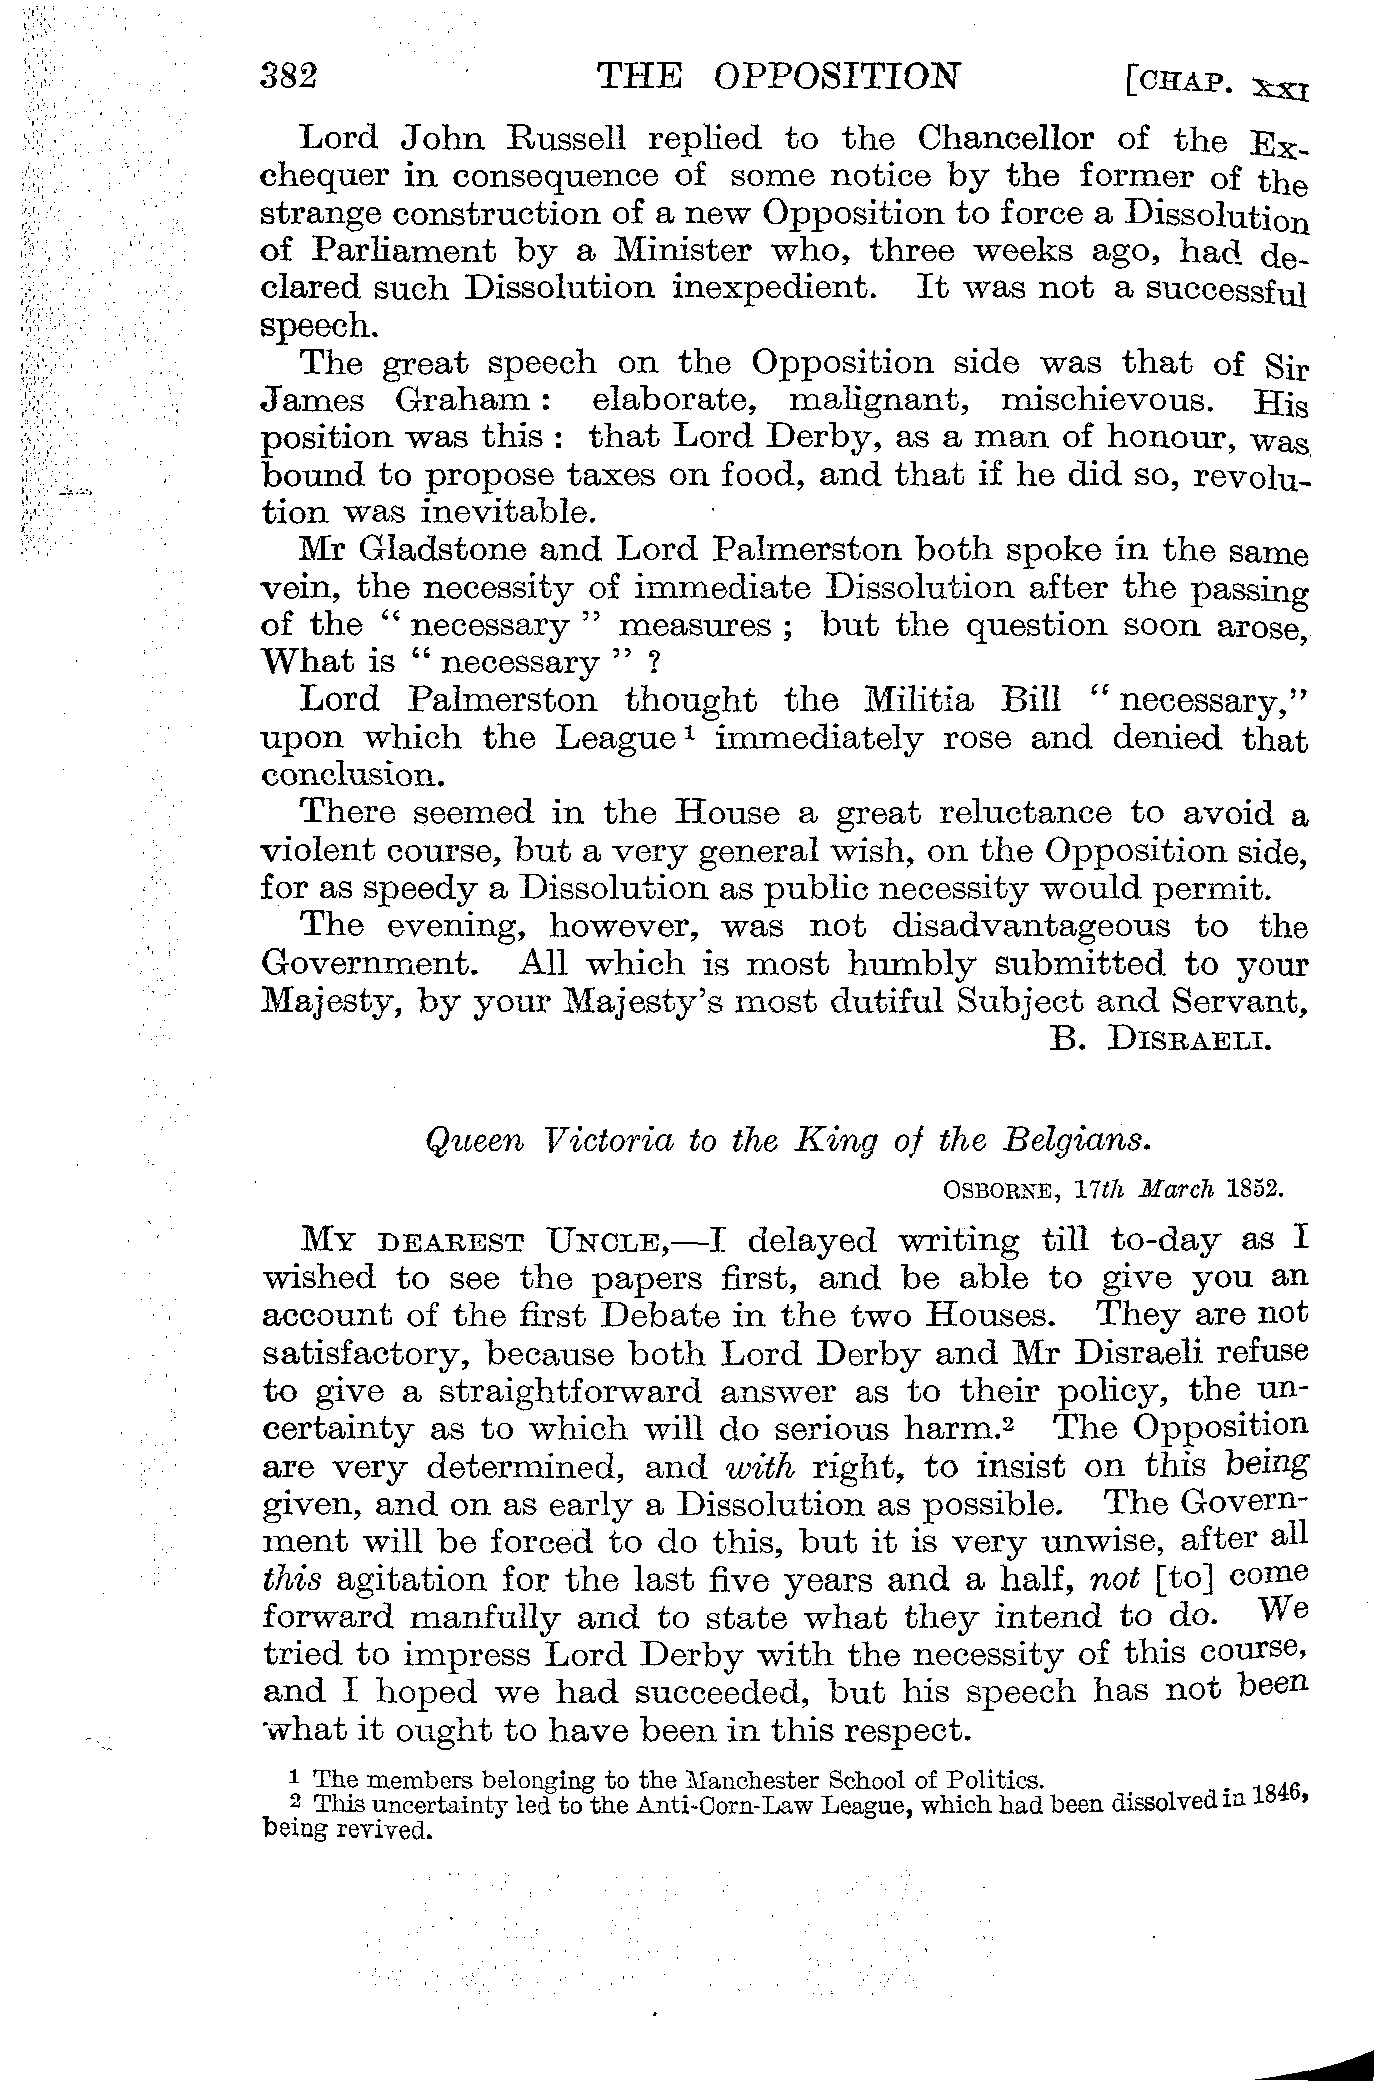 382 THE OPPOSITION [CHAP. XXI
Lord John Russell replied to the Chancellor of the Ex-
chequer in consequence of some notice by the former of the
strange construction of a new Opposition to force a Dissolution
of Parliament by a Minister who, three weeks ago, had de-
clared such Dissolution inexpedient. It was not a successful
speech.
The great speech on the Opposition side was that of Sir
James Graham : elaborate, malignant, mischievous. His
position was this : that Lord Derby, as a man of honour, was
bound to propose taxes on food, and that if he did so, revolu-
tion was inevitable.
Mr Gladstone and Lord Palmerston both spoke in the same
vein, the necessity of immediate Dissolution after the passing
of the " necessary " measures ; but the question soon arose,
What is " necessary " ?
Lord Palmerston thought the Militia Bill " necessary,"
upon which the League ¹ immediately rose and denied that
conclusion.
There seemed in the House a great reluctance to avoid a
violent course, but a very general wish, on the Opposition side,
for as speedy a Dissolution as public necessity would permit.
The evening, however, was not disadvantageous to the
Government. All which is most humbly submitted to your
Majesty, by your Majesty's most dutiful Subject and Servant,
B. DISRAELI.
Queen Victoria to the King of the Belgians.
OSBORNE, 17th March 1852.
MY DEAREST UNCLE,—I delayed writing till to-day as I
wished to see the papers first, and be able to give you an
account of the first Debate in the two Houses. They are not
satisfactory, because both Lord Derby and Mr Disraeli refuse
to give a straightforward answer as to their policy, the un-
certainty as to which will do serious harm.² The Opposition
are very determined, and with right, to insist on this being
given, and on as early a Dissolution as possible. The Govern-
ment will be forced to do this, but it is very unwise, after all
this agitation for the last five years and a half, not [to] come
forward manfully and to state what they intend to do. We
tried to impress Lord Derby with the necessity of this course,
and I hoped we had succeeded, but his speech has not been
what it ought to have been in this respect.
¹ The members belonging to the Manchester School of Politics.
² This uncertainty led to the Anti-Corn-Law League, which had been dissolved in 1846,
being revived.